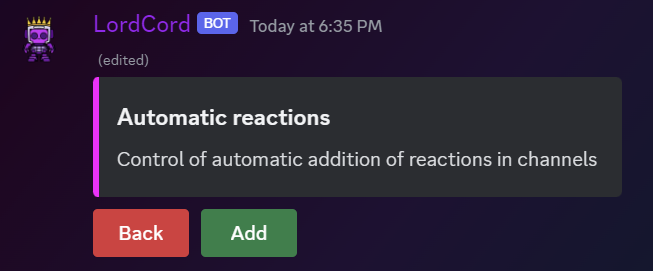 LordCord BOT Today at 6:35 PM
(edited)
Automatic reactions
Control of automatic addition of reactions in channels
Back Add